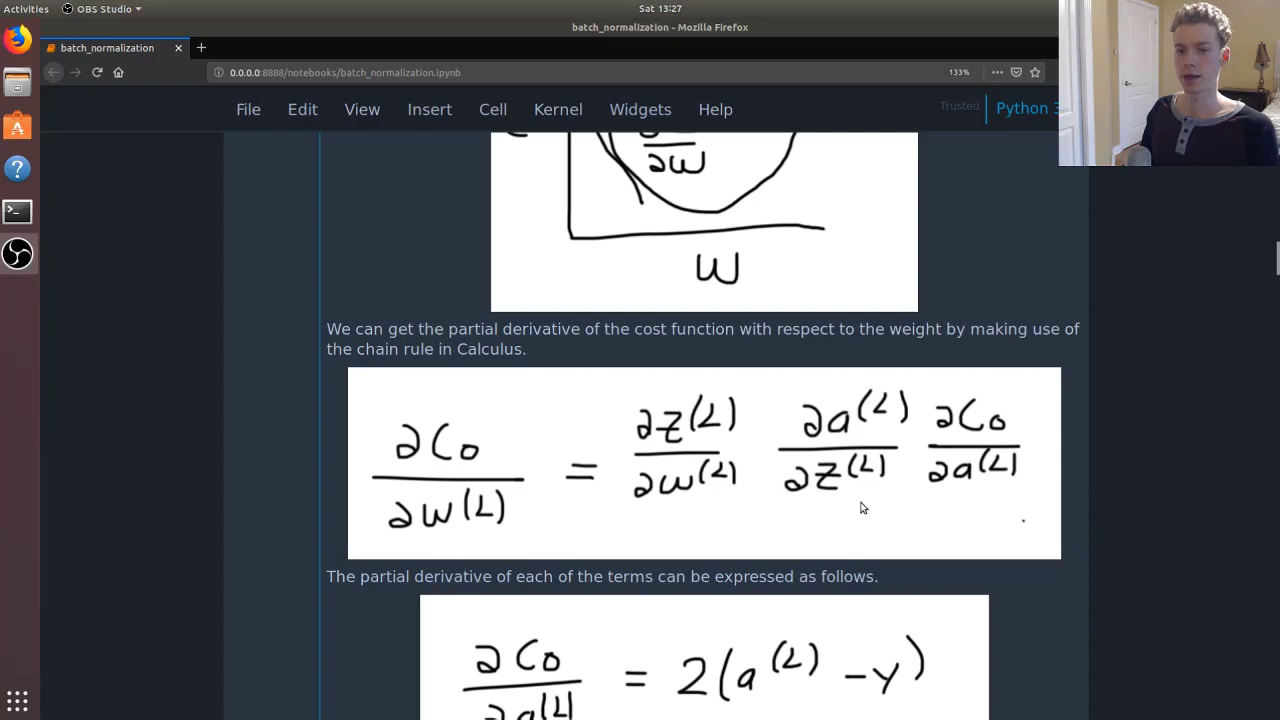 Activities
OBS Studio
Sat 13:27
batch_normalization - Mozilla Firefox
batch_normalization
0.0.0.0:8888/notebooks/batch_normalization.ipynb
133%
File Edit View Insert Cell Kernel Widgets Help
Trusted
Python 3
∂w
w
We can get the partial derivative of the cost function with respect to the weight by making use of
the chain rule in Calculus.
∂C₀/∂w(L) = ∂z(L)/∂w(L) ∂a(L)/∂z(L) ∂C₀/∂a(L)
The partial derivative of each of the terms can be expressed as follows.
∂C₀/∂a(L) = 2(a(L) - y)